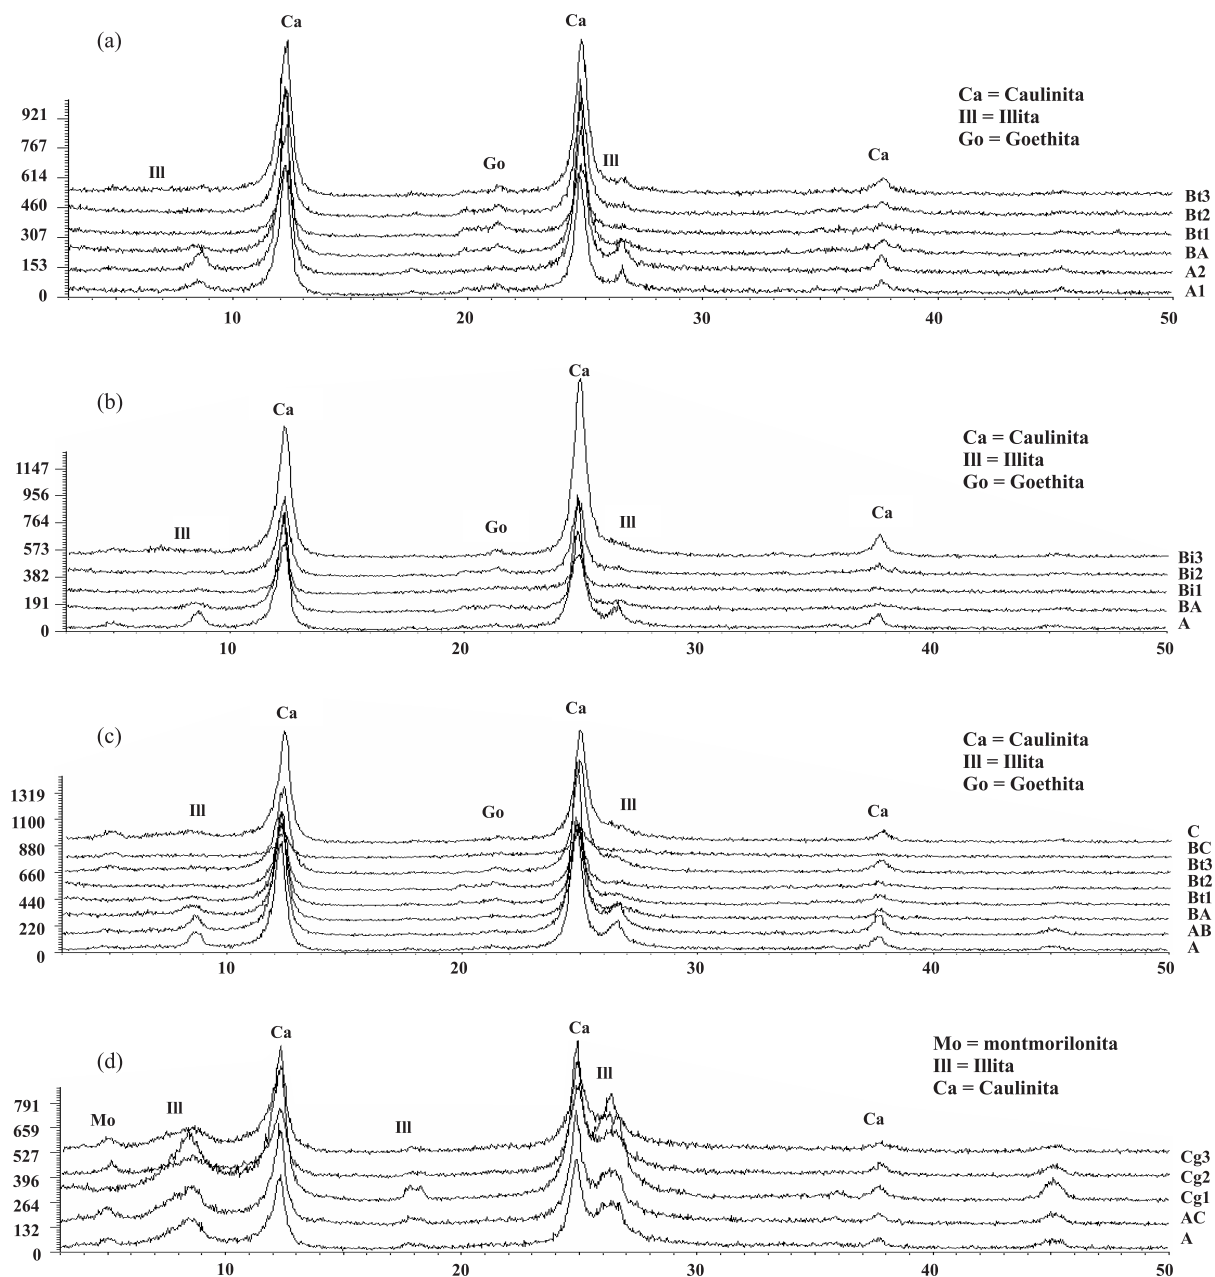 (a)
Ca
Ca
Ca = Caulinita
Ill = Illita
Go = Goethita
921
767
614
460
307
153
0
Ill
Go
Ill
Ca
Bt3
Bt2
Bt1
BA
A2
A1
10
20
30
40
50
(b)
Ca
Ca
Ca = Caulinita
Ill = Illita
Go = Goethita
1147
956
764
573
382
191
0
Ill
Go
Ill
Ca
Bi3
Bi2
Bi1
BA
A
10
20
30
40
50
(c)
Ca
Ca
Ca = Caulinita
Ill = Illita
Go = Goethita
1319
1100
880
660
440
220
0
Ill
Go
Ill
Ca
C
BC
Bt3
Bt2
Bt1
BA
AB
A
10
20
30
40
50
(d)
Ca
Ca
Mo = montmorilonita
Ill = Illita
Ca = Caulinita
791
659
527
396
264
132
0
Mo
Ill
Ill
Ill
Ca
Cg3
Cg2
Cg1
AC
A
10
20
30
40
50